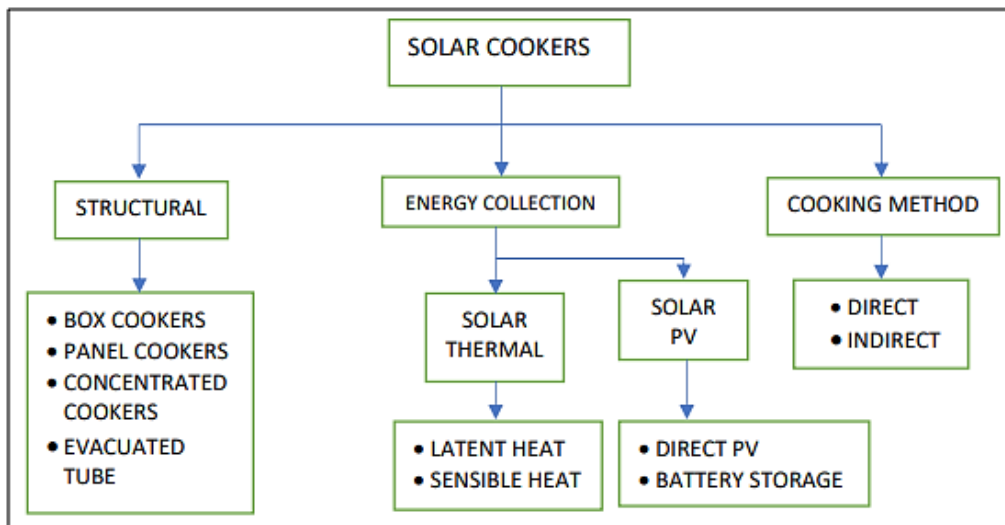 SOLAR COOKERS
STRUCTURAL
ENERGY COLLECTION
COOKING METHOD
• BOX COOKERS
• PANEL COOKERS
• CONCENTRATED
COOKERS
• EVACUATED
TUBE
SOLAR
THERMAL
SOLAR
PV
• DIRECT
• INDIRECT
• LATENT HEAT
• SENSIBLE HEAT
• DIRECT PV
• BATTERY STORAGE